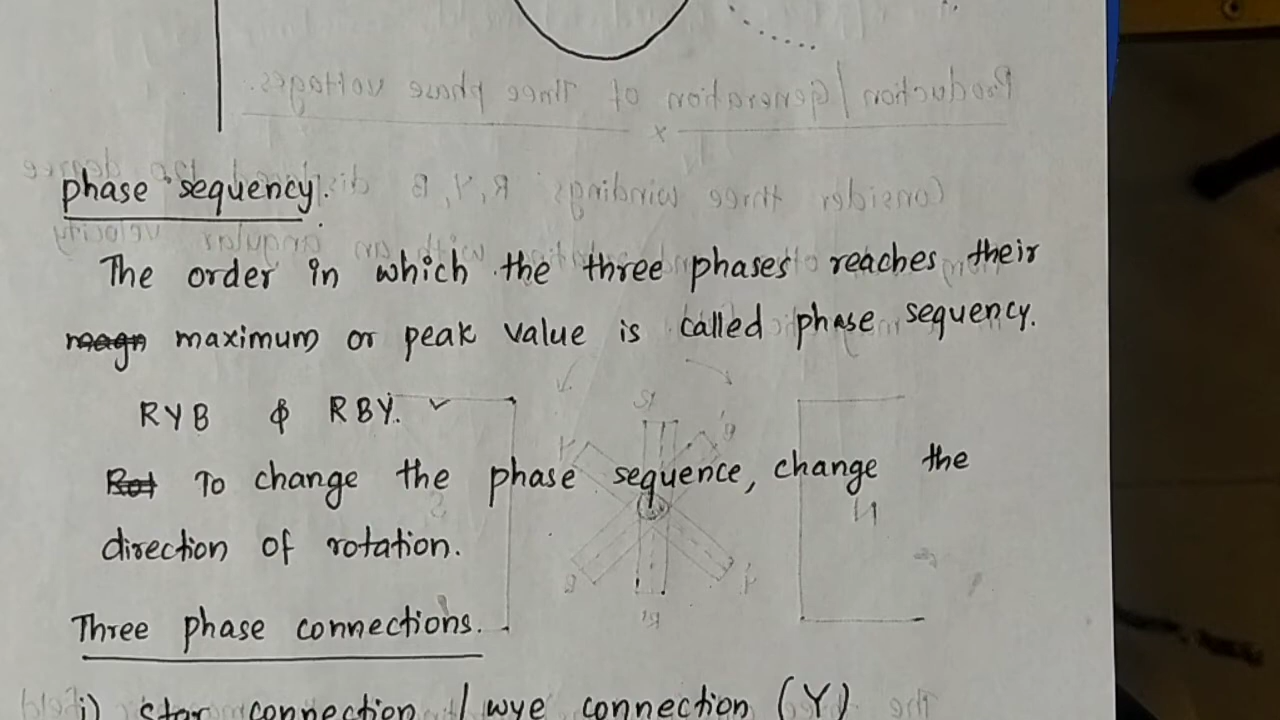 phase sequency.
The order in which the three phases reaches their
magn maximum or peak value is called phase sequency.
RYB & RBY. ✓
Rot To change the phase sequence, change the
direction of rotation.
Three phase connections.
i) star connection / wye connection (Y)